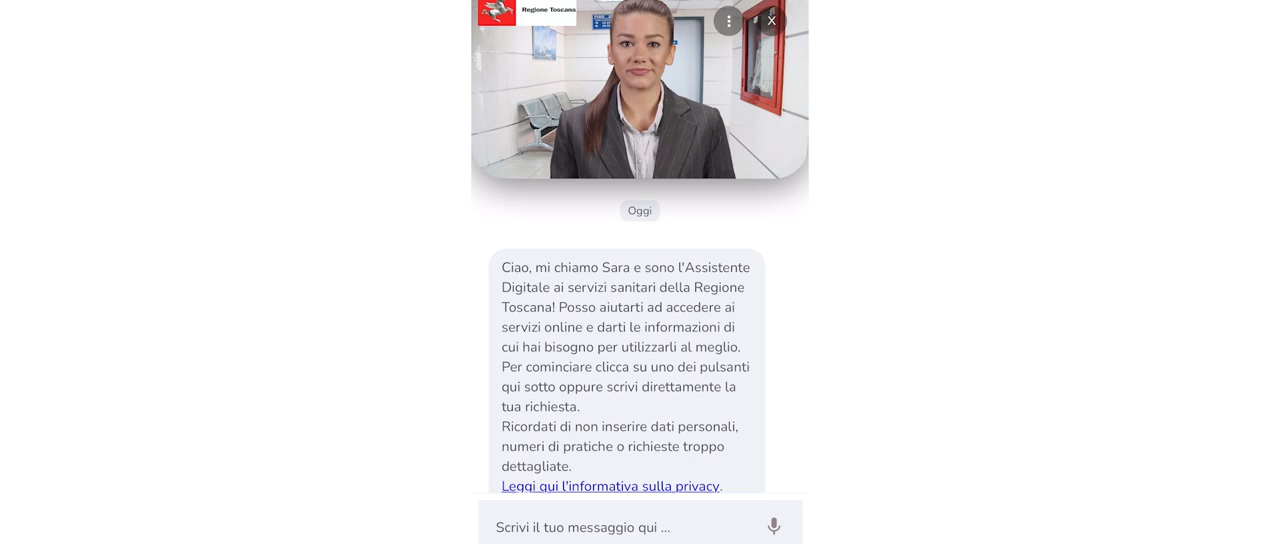 Regione Toscana
X
Oggi
Ciao, mi chiamo Sara e sono l'Assistente
Digitale ai servizi sanitari della Regione
Toscana! Posso aiutarti ad accedere ai
servizi online e darti le informazioni di
cui hai bisogno per utilizzarli al meglio.
Per cominciare clicca su uno dei pulsanti
qui sotto oppure scrivi direttamente la
tua richiesta.
Ricordati di non inserire dati personali,
numeri di pratiche o richieste troppo
dettagliate.
Leggi qui l'informativa sulla privacy.
Scrivi il tuo messaggio qui ...